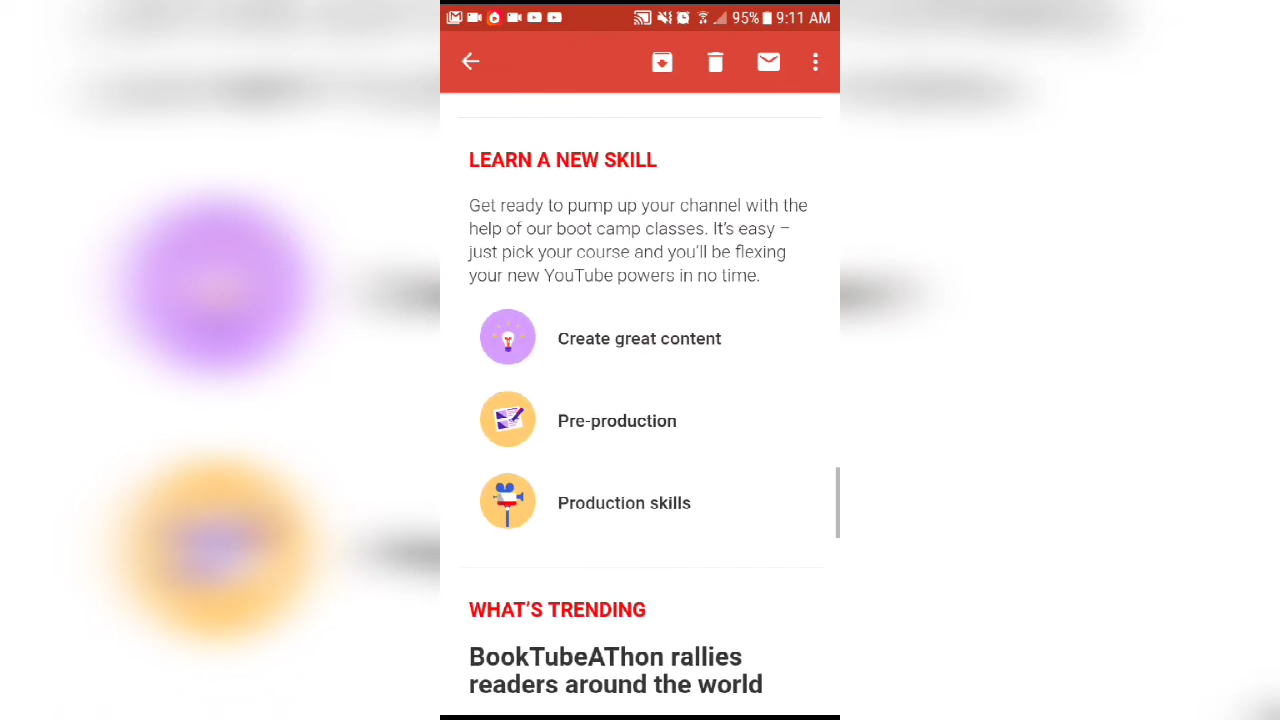 95% 9:11 AM
LEARN A NEW SKILL
Get ready to pump up your channel with the
help of our boot camp classes. It's easy –
just pick your course and you'll be flexing
your new YouTube powers in no time.
Create great content
Pre-production
Production skills
WHAT'S TRENDING
BookTubeAThon rallies
readers around the world